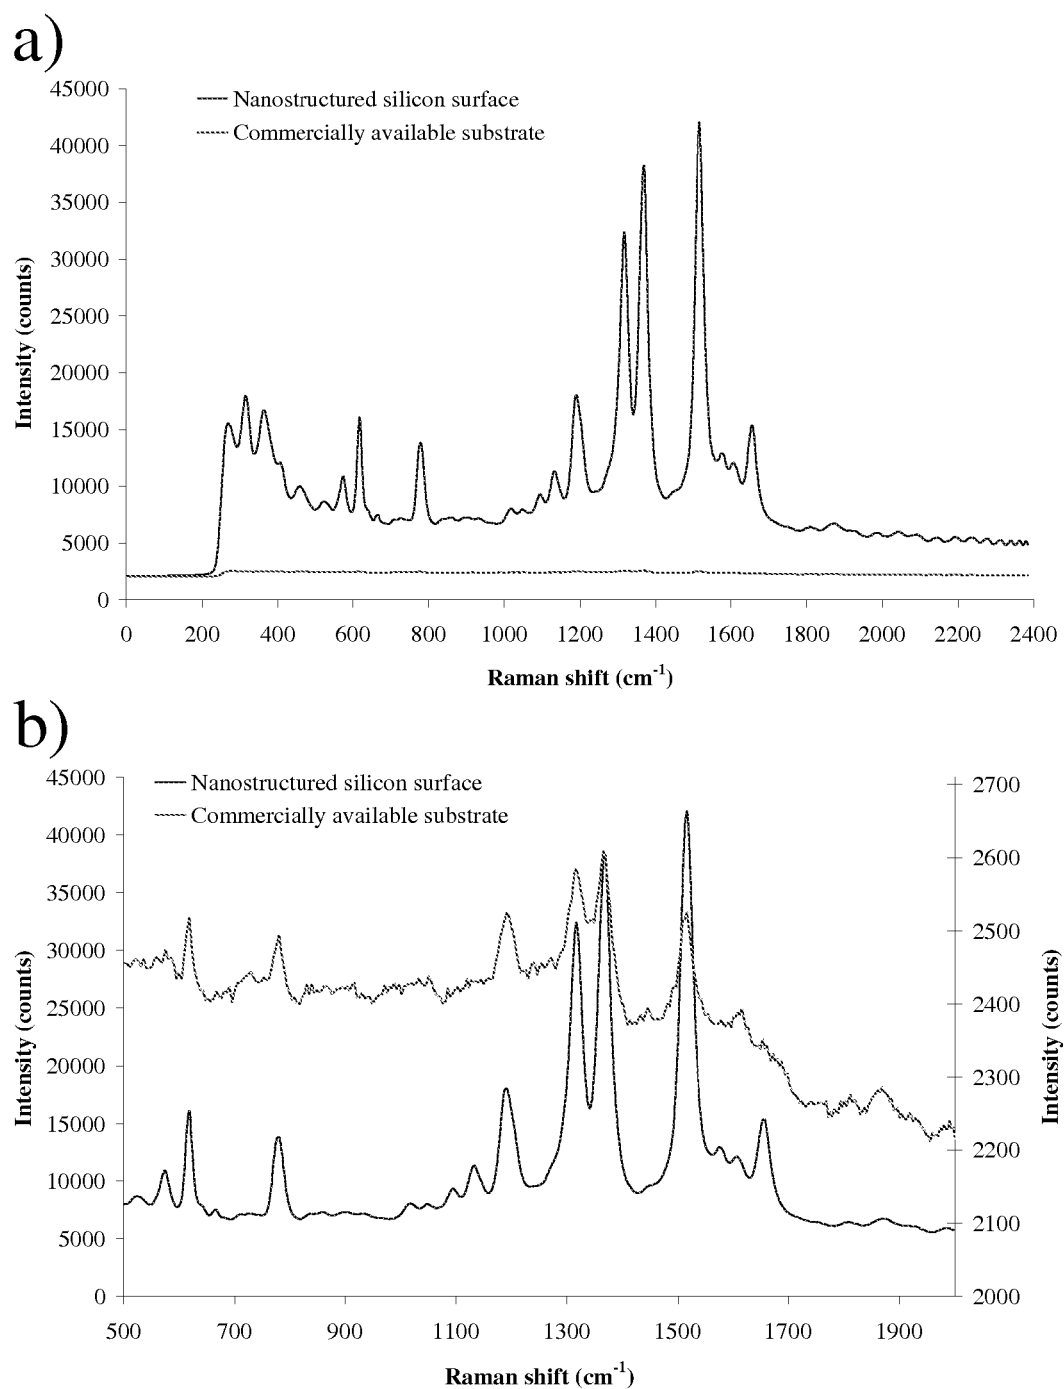 a)
45000
40000
35000
30000
25000
20000
15000
10000
5000
0
Intensity (counts)
Nanostructured silicon surface
Commercially available substrate
0 200 400 600 800 1000 1200 1400 1600 1800 2000 2200 2400
Raman shift (cm⁻¹)
b)
45000
40000
35000
30000
25000
20000
15000
10000
5000
0
Intensity (counts)
Nanostructured silicon surface
Commercially available substrate
2700
2600
2500
2400
2300
2200
2100
2000
Intensity (counts)
500 700 900 1100 1300 1500 1700 1900
Raman shift (cm⁻¹)